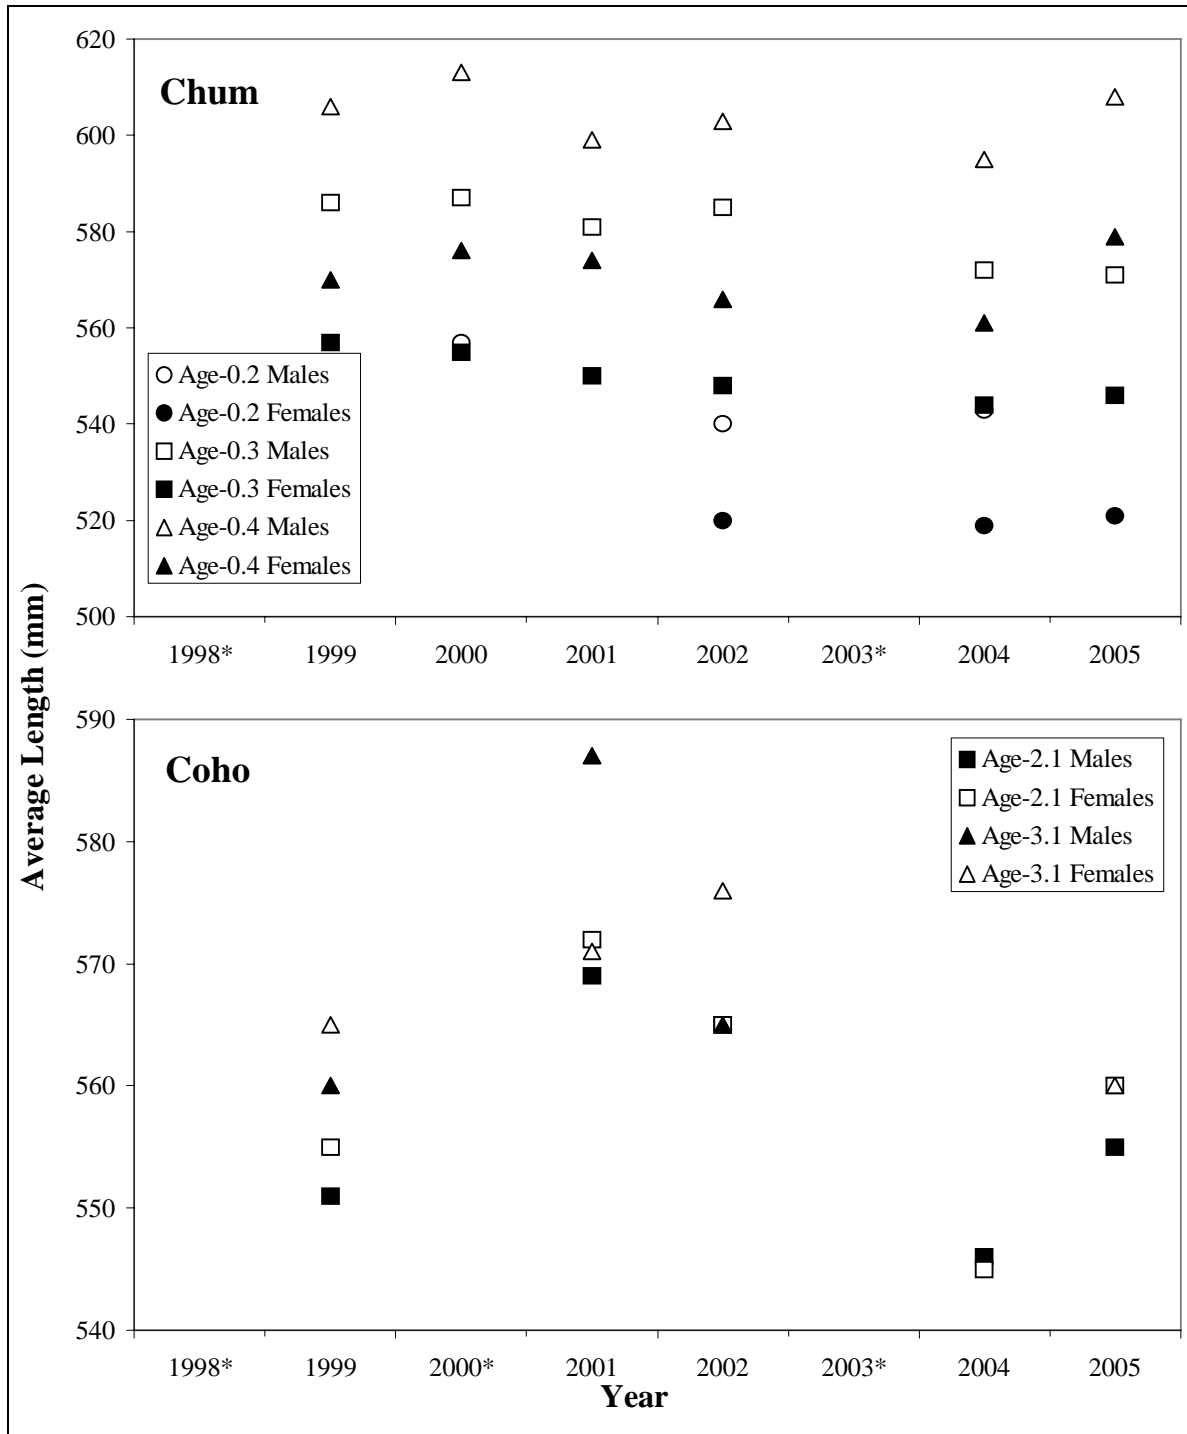 620
Chum
600
580
560
540
520
500
Age-0.2 Males
Age-0.2 Females
Age-0.3 Males
Age-0.3 Females
Age-0.4 Males
Age-0.4 Females
1998* 1999 2000 2001 2002 2003* 2004 2005
Average Length (mm)
590
Coho
580
570
560
550
540
Age-2.1 Males
Age-2.1 Females
Age-3.1 Males
Age-3.1 Females
1998* 1999 2000* 2001 2002 2003* 2004 2005
Year